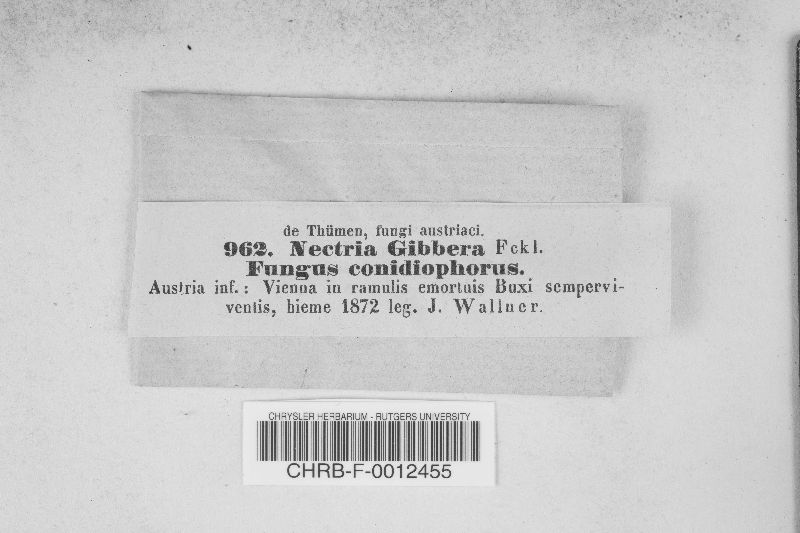 de Thümen, fungi austriaci.
962. Nectria Gibbera Fckl.
Fungus conidiophorus.
Austria inf.: Vienna in ramulis emortuis Buxi sempervi-
ventis, hieme 1872 leg. J. Wallner.
CHRYSLER HERBARIUM - RUTGERS UNIVERSITY
CHRB-F-0012455